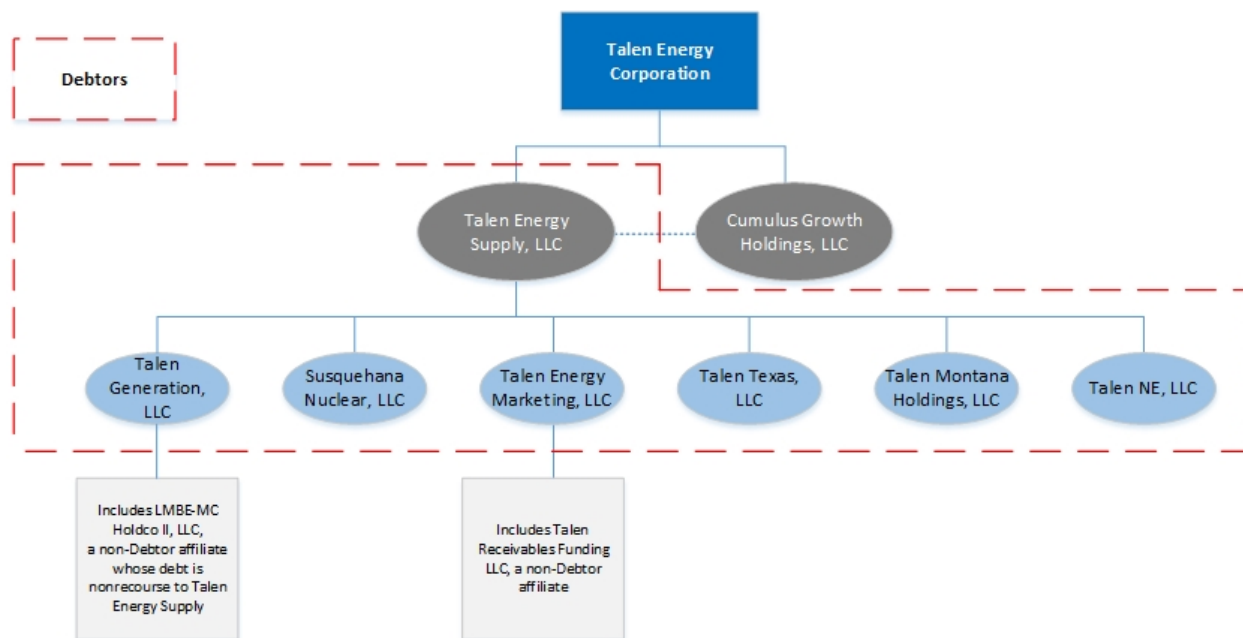 Talen Energy
Corporation
Debtors
Talen Energy
Supply, LLC
Cumulus Growth
Holdings, LLC
Talen
Generation,
LLC
Susquehana
Nuclear, LLC
Talen Energy
Marketing, LLC
Talen Texas,
LLC
Talen Montana
Holdings, LLC
Talen NE, LLC
Includes LMBE-MC
Holdco II, LLC,
a non-Debtor affiliate
whose debt is
nonrecourse to Talen
Energy Supply
Includes Talen
Receivables Funding
LLC, a non-Debtor
affiliate